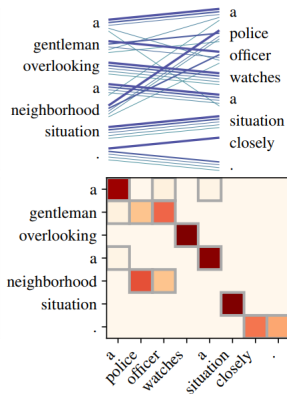 a
gentleman
overlooking
a
neighborhood
situation
.
a
police
officer
watches
a
situation
closely
.
a
gentleman
overlooking
a
neighborhood
situation
.
a
police
officer
watches
a
situation
closely
.